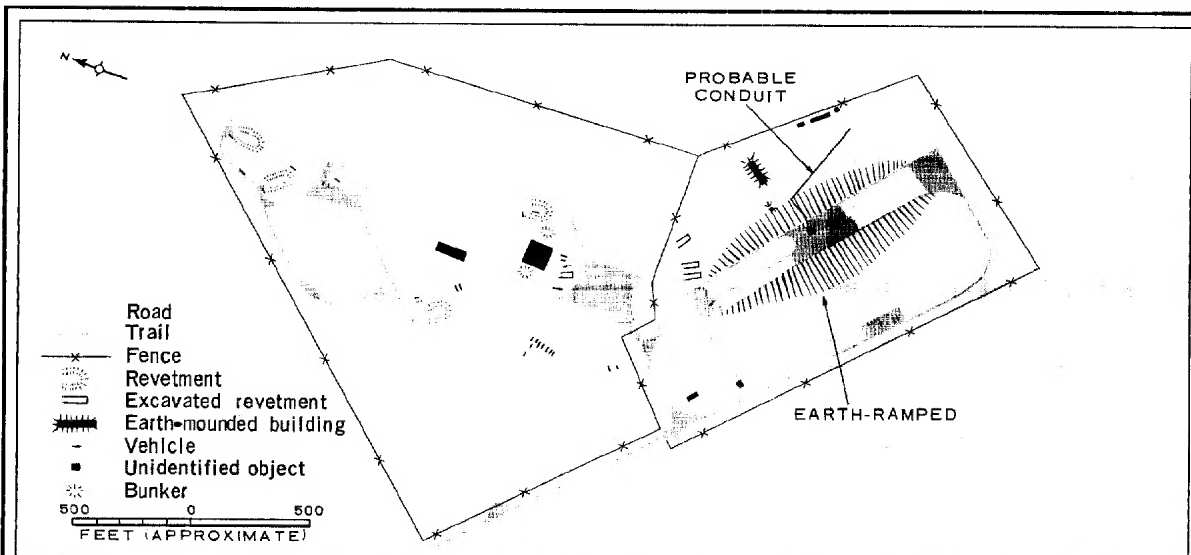 N
PROBABLE
CONDUIT
Road
Trail
Fence
Revetment
Excavated revetment
Earth-mounded building
Vehicle
Unidentified object
Bunker
500 0 500
FEET (APPROXIMATE)
EARTH-RAMPED